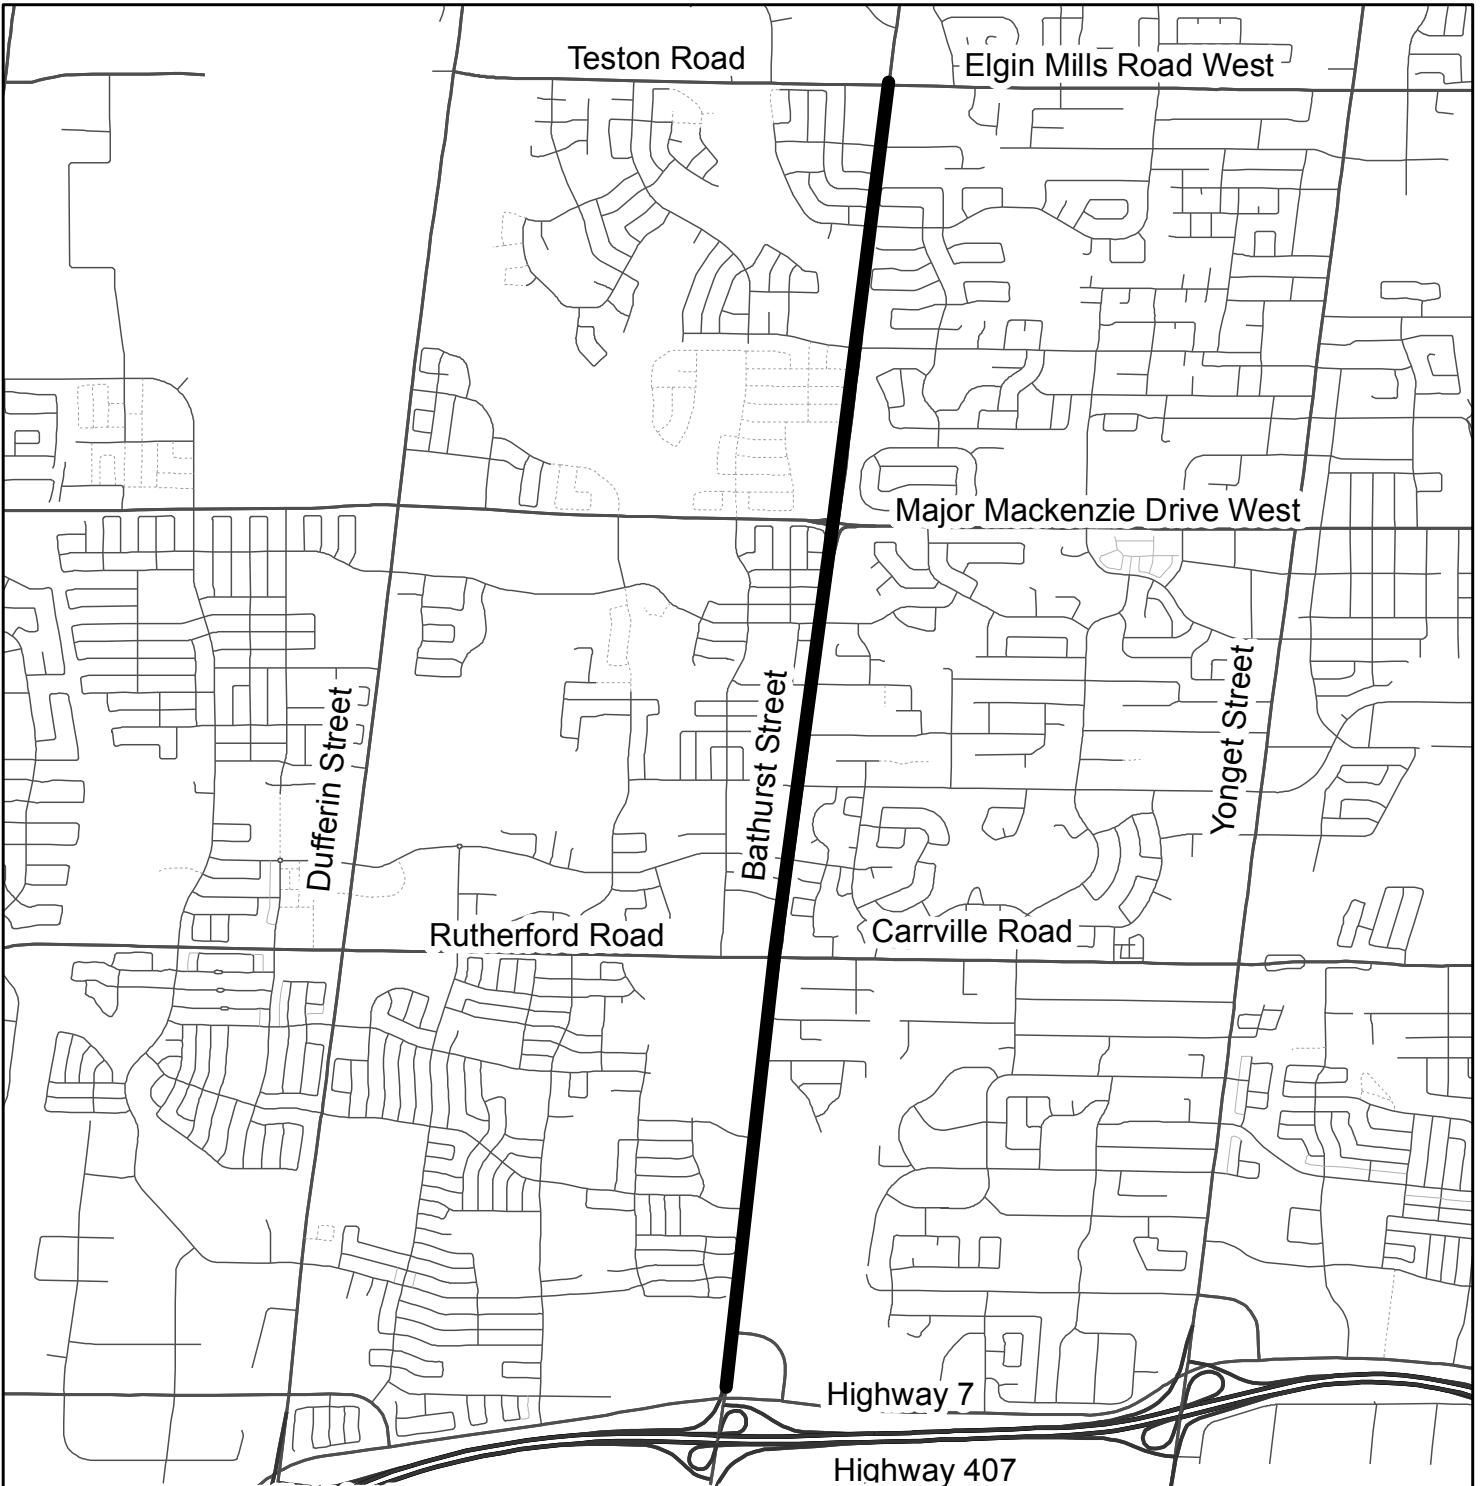 Teston Road
Elgin Mills Road West
Major Mackenzie Drive West
Dufferin Street
Bathurst Street
Yonget Street
Rutherford Road
Carrville Road
Highway 7
Highway 407